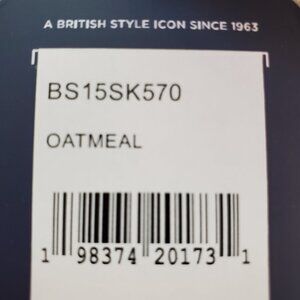 A BRITISH STYLE ICON SINCE 1963
BS15SK570
OATMEAL
1 98374 20173 1